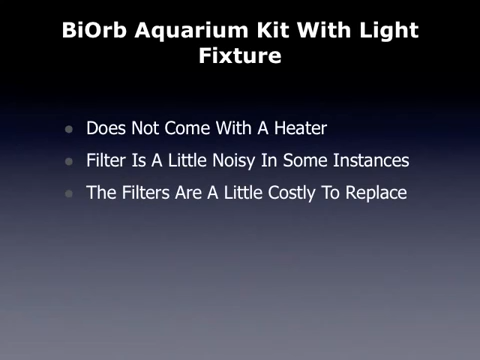 BiOrb Aquarium Kit With Light
Fixture
Does Not Come With A Heater
Filter Is A Little Noisy In Some Instances
The Filters Are A Little Costly To Replace